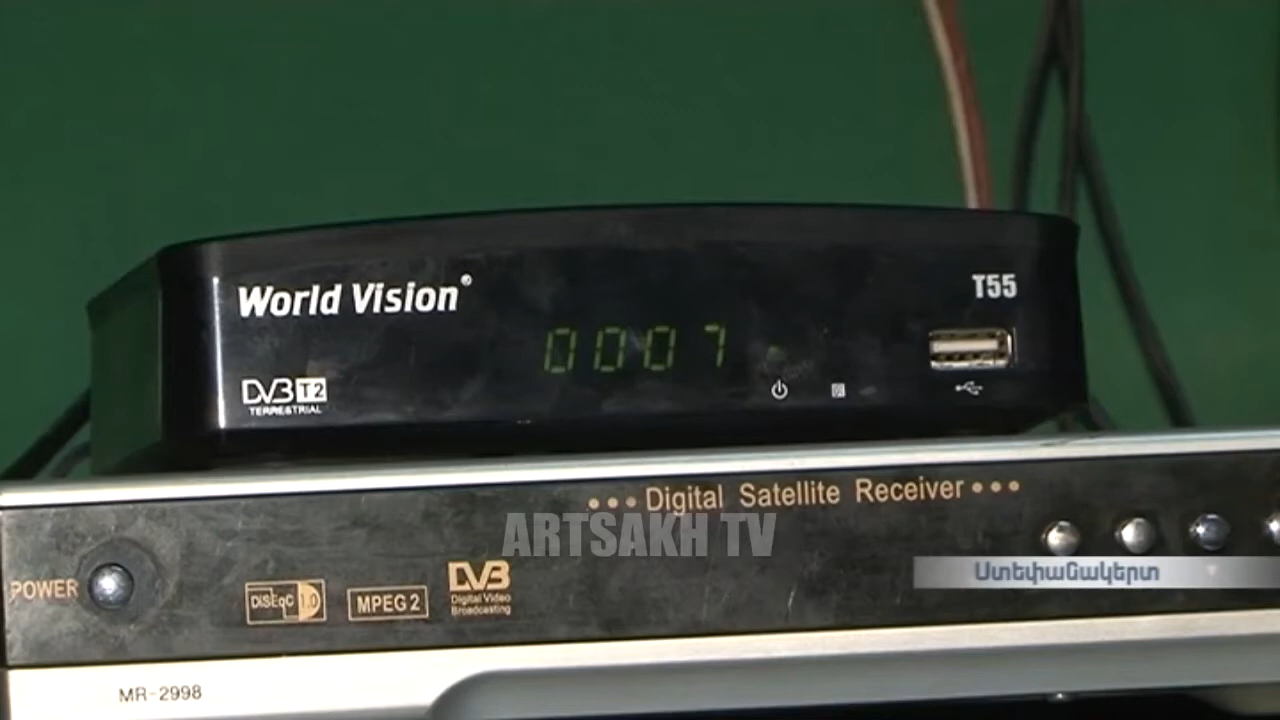 World Vision®
T55
0007
DVB T2
TERRESTRIAL
••• Digital Satellite Receiver •••
ARTSAKH TV
Ստեփանակերտ
POWER
DiSEqC 1.0
MPEG 2
DVB
Digital Video
Broadcasting
MR-2998